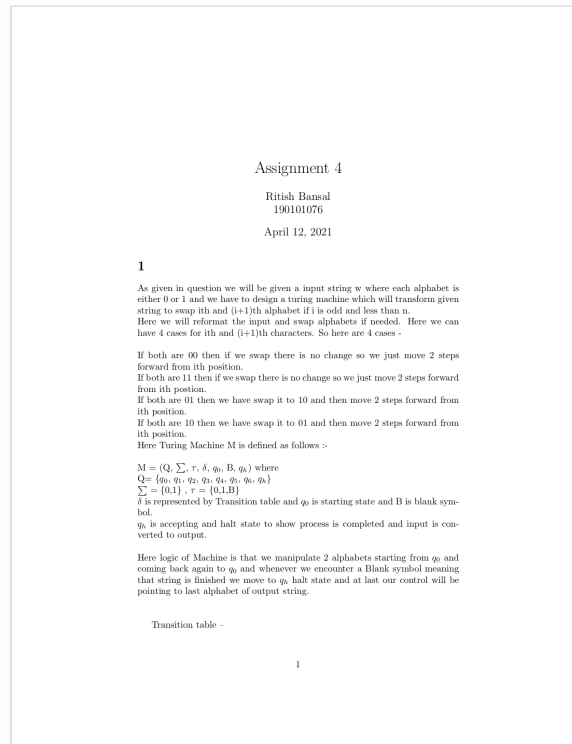 Assignment 4
Ritish Bansal
190101076
April 12, 2021
1
As given in question we will be given a input string w where each alphabet is
either 0 or 1 and we have to design a turing machine which will transform given
string to swap ith and (i+1)th alphabet if i is odd and less than n.
Here we will reformat the input and swap alphabets if needed. Here we can
have 4 cases for ith and (i+1)th characters. So here are 4 cases -
If both are 00 then if we swap there is no change so we just move 2 steps
forward from ith position.
If both are 11 then if we swap there is no change so we just move 2 steps forward
from ith postion.
If both are 01 then we have swap it to 10 and then move 2 steps forward from
ith position.
If both are 10 then we have swap it to 01 and then move 2 steps forward from
ith position.
Here Turing Machine M is defined as follows :-
M = (Q, ∑, τ, δ, q₀, B, qₕ) where
Q= {q₀, q₁, q₂, q₃, q₄, q₅, q₆, qₕ}
∑ = {0,1} , τ = {0,1,B}
δ is represented by Transition table and q₀ is starting state and B is blank sym-
bol.
qₕ is accepting and halt state to show process is completed and input is con-
verted to output.
Here logic of Machine is that we manipulate 2 alphabets starting from q₀ and
coming back again to q₀ and whenever we encounter a Blank symbol meaning
that string is finished we move to qₕ halt state and at last our control will be
pointing to last alphabet of output string.
Transition table –
1